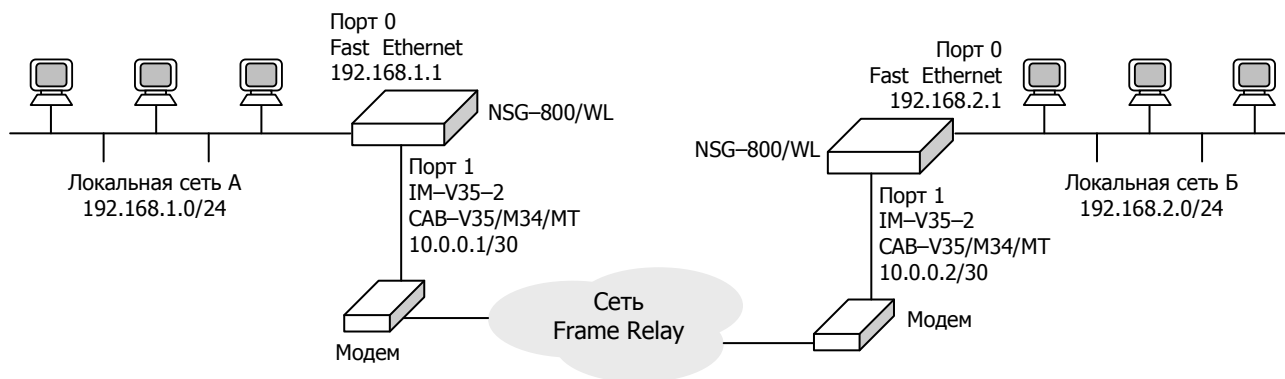 Порт 0
Fast Ethernet
192.168.1.1
NSG–800/WL
Порт 1
IM–V35–2
CAB–V35/M34/MT
10.0.0.1/30
Локальная сеть А
192.168.1.0/24
Модем
Сеть
Frame Relay
Порт 0
Fast Ethernet
192.168.2.1
NSG–800/WL
Порт 1
IM–V35–2
CAB–V35/M34/MT
10.0.0.2/30
Локальная сеть Б
192.168.2.0/24
Модем